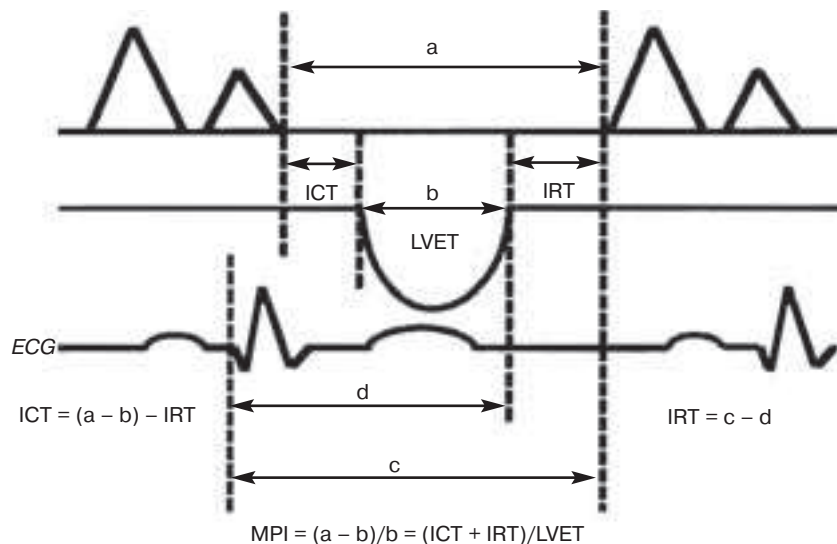 a
ICT
b
IRT
LVET
ECG
d
ICT = (a – b) – IRT
IRT = c – d
c
MPI = (a – b)/b = (ICT + IRT)/LVET